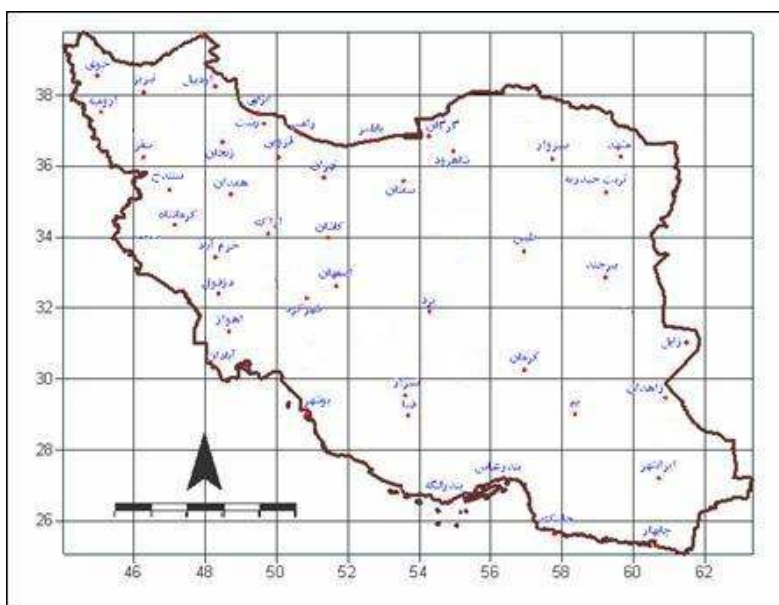 خوی
تبریز
اردبیل
ارومیه
انزلی
رشت
رامسر
بابلسر
گرگان
سقز
زنجان
قزوین
تهران
شاهرود
سبزوار
مشهد
سنندج
همدان
سمنان
تربت حیدریه
کرمانشاه
اراک
کاشان
خرم آباد
طبس
بیرجند
دزفول
اصفهان
شهرکرد
یزد
اهواز
زابل
آبادان
کرمان
شیراز
فسا
بم
زاهدان
بوشهر
ایرانشهر
بندرعباس
بندرلنگه
جاسک
چابهار
38
36
34
32
30
28
26
46 48 50 52 54 56 58 60 62